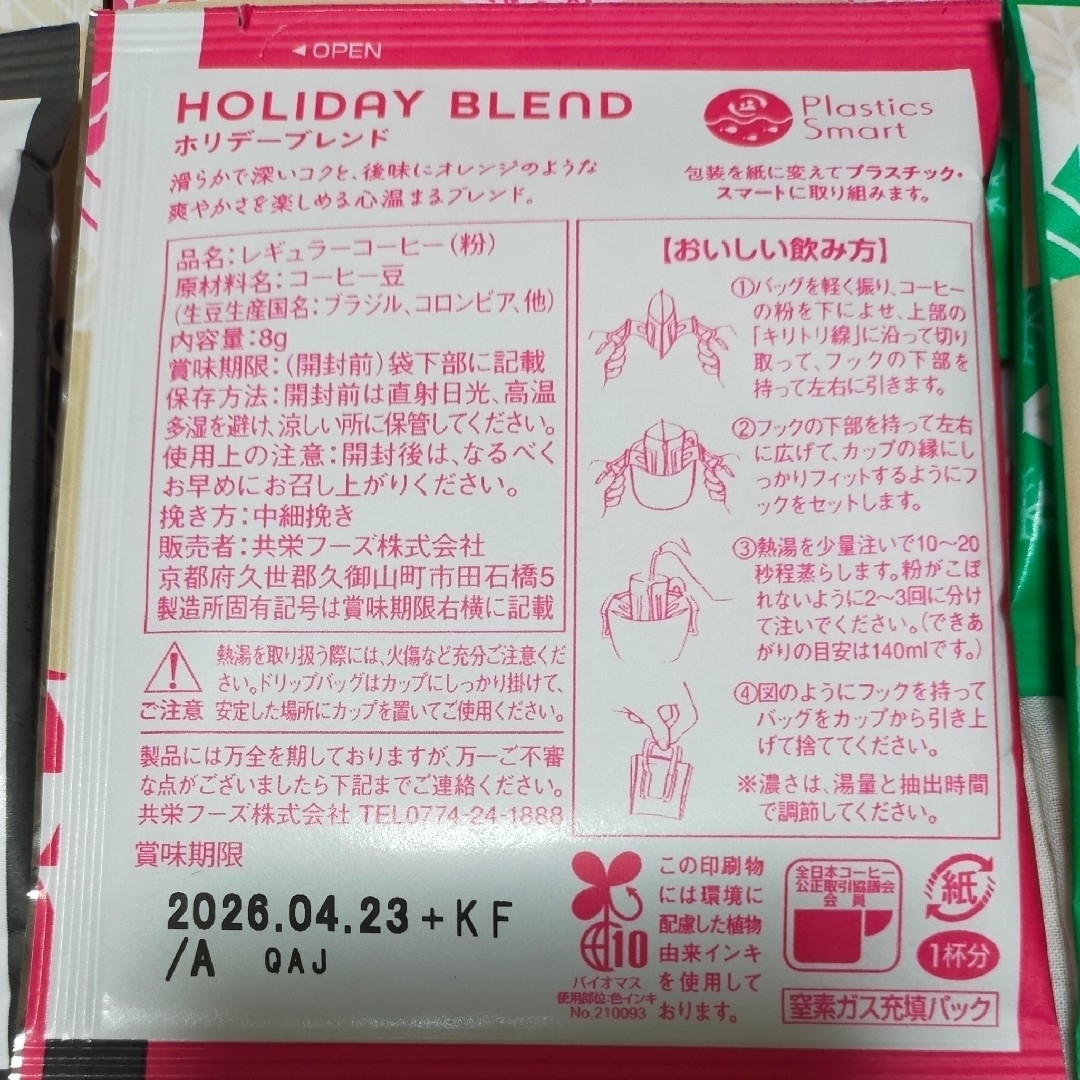 ◀OPEN
HOLIDAY BLEND
ホリデーブレンド
滑らかで深いコクと、後味にオレンジのような
爽やかさを楽しめる心温まるブレンド。
Plastics
Smart
包装を紙に変えてプラスチック・
スマートに取り組みます。
品名:レギュラーコーヒー(粉)
原材料名:コーヒー豆
(生豆生産国名:ブラジル、コロンビア、他)
内容量:8g
賞味期限:(開封前)袋下部に記載
保存方法:開封前は直射日光、高温
多湿を避け、涼しい所に保管してください。
使用上の注意:開封後は、なるべく
お早めにお召し上がりください。
挽き方:中細挽き
販売者:共栄フーズ株式会社
京都府久世郡久御山町市田石橋5
製造所固有記号は賞味期限右横に記載
ご注意
熱湯を取り扱う際には、火傷など充分ご注意くだ
さい。ドリップバッグはカップにしっかり掛けて、
安定した場所にカップを置いてご使用ください。
製品には万全を期しておりますが、万一ご不審
な点がございましたら下記までご連絡ください。
共栄フーズ株式会社 TEL0774-24-1888
賞味期限
2026.04.23+KF
/A QAJ
【おいしい飲み方】
①バッグを軽く振り、コーヒー
の粉を下によせ、上部の
「キリトリ線」に沿って切り
取って、フックの下部を
持って左右に引きます。
②フックの下部を持って左右
に広げて、カップの縁にし
っかりフィットするようにフ
ックをセットします。
③熱湯を少量注いで10~20
秒程蒸らします。粉がこぼ
れないように2~3回に分け
て注いでください。(できあ
がりの目安は140mlです。)
④図のようにフックを持って
バッグをカップから引き上
げて捨ててください。
※濃さは、湯量と抽出時間
で調節してください。
10
バイオマス
使用部位:色インキ
No.210093
この印刷物
には環境に
配慮した植物
由来インキ
を使用して
おります。
全日本コーヒー
公正取引協議会
会員
紙
1杯分
窒素ガス充填パック